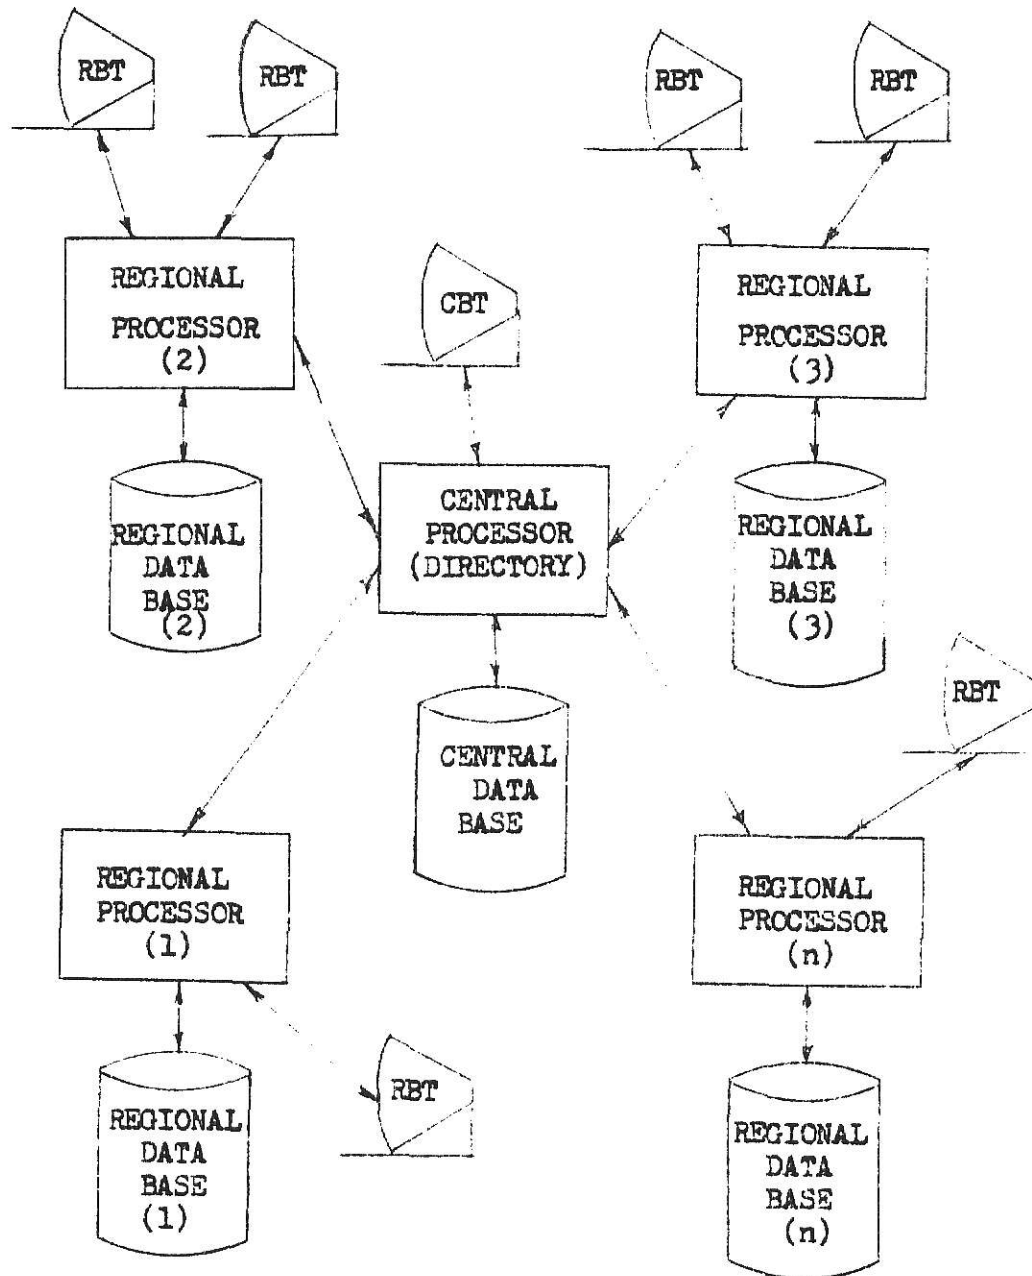 RBT
RBT
RBT
RBT
REGIONAL
PROCESSOR
(2)
CBT
REGIONAL
PROCESSOR
(3)
REGIONAL
DATA
BASE
(2)
CENTRAL
PROCESSOR
(DIRECTORY)
REGIONAL
DATA
BASE
(3)
RBT
CENTRAL
DATA
BASE
REGIONAL
PROCESSOR
(1)
REGIONAL
PROCESSOR
(n)
RBT
REGIONAL
DATA
BASE
(1)
REGIONAL
DATA
BASE
(n)